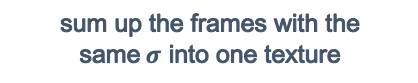 sum up the frames with the
same σ into one texture